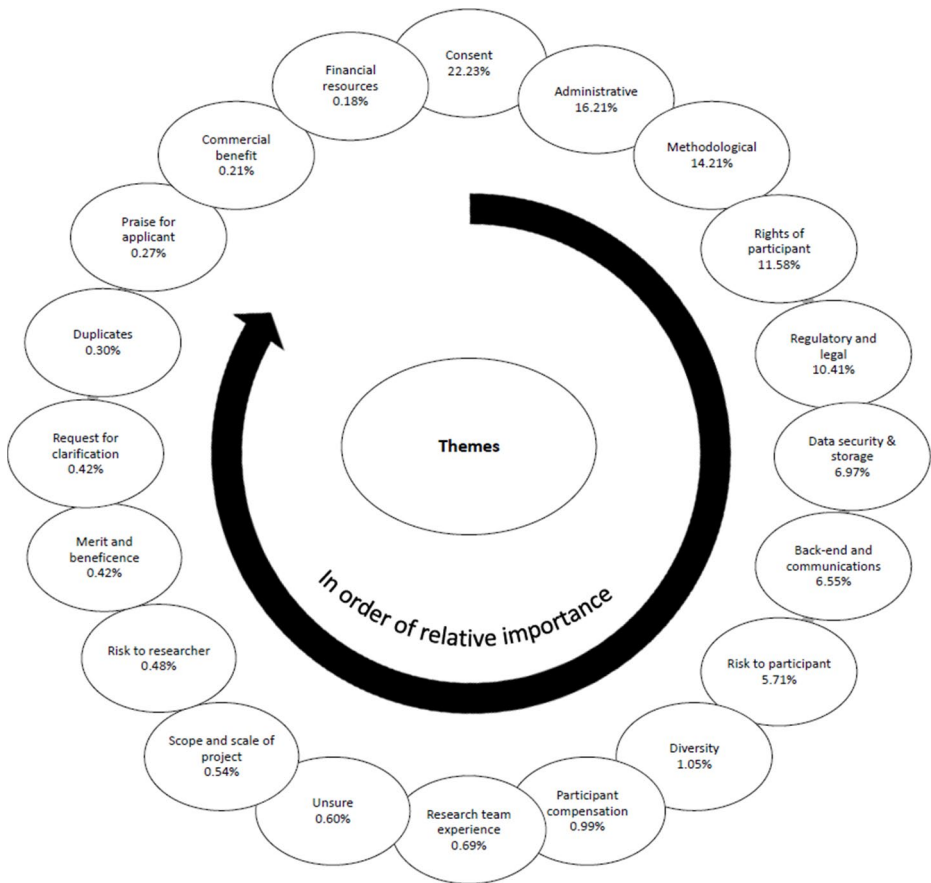 Consent
22.23%
Administrative
16.21%
Methodological
14.21%
Rights of
participant
11.58%
Regulatory and
legal
10.41%
Data security &
storage
6.97%
Back-end and
communications
6.55%
Risk to participant
5.71%
Diversity
1.05%
Participant
compensation
0.99%
Research team
experience
0.69%
Unsure
0.60%
Scope and scale of
project
0.54%
Risk to researcher
0.48%
Merit and
beneficence
0.42%
Request for
clarification
0.42%
Duplicates
0.30%
Praise for
applicant
0.27%
Commercial
benefit
0.21%
Financial
resources
0.18%
Themes
In order of relative importance